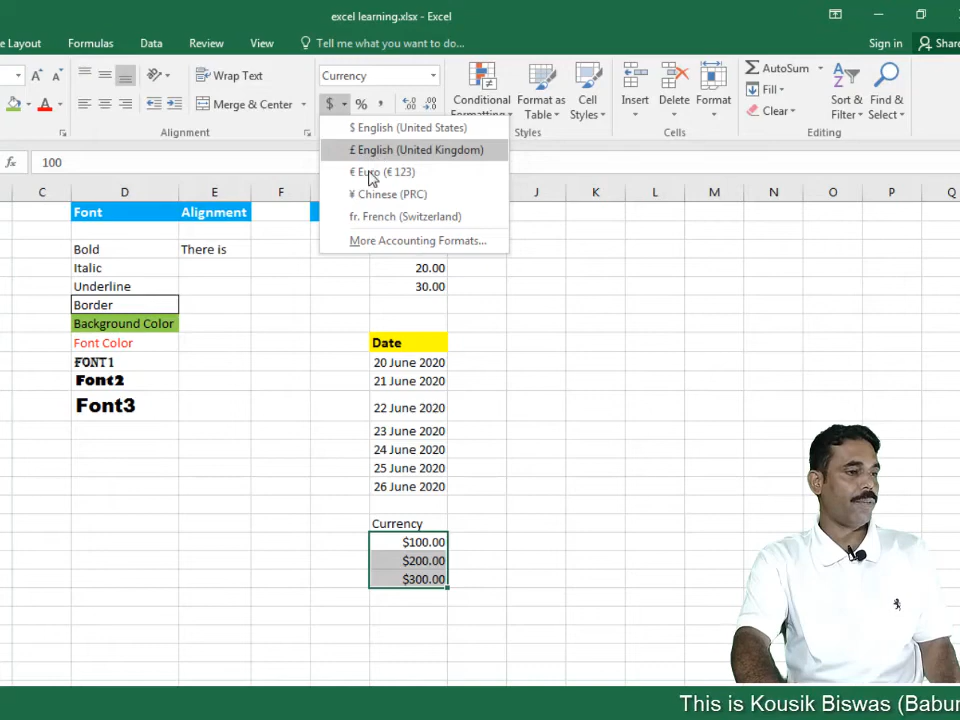 excel learning.xlsx - Excel
e Layout Formulas Data Review View Tell me what you want to do... Sign in Share
Wrap Text Currency AutoSum
Fill
Merge & Center $ % , Conditional Format as Cell Insert Delete Format Clear Sort & Find &
Formatting Table Styles Filter Select
Alignment Styles Cells Editing
$ English (United States)
£ English (United Kingdom)
€ Euro (€ 123)
¥ Chinese (PRC)
fr. French (Switzerland)
More Accounting Formats...
fx 100
C D E F J K L M N O P Q
Font Alignment
Bold There is
Italic 20.00
Underline 30.00
Border
Background Color
Font Color Date
FONT1 20 June 2020
Font2 21 June 2020
Font3 22 June 2020
23 June 2020
24 June 2020
25 June 2020
26 June 2020
Currency
$100.00
$200.00
$300.00
This is Kousik Biswas (Babun